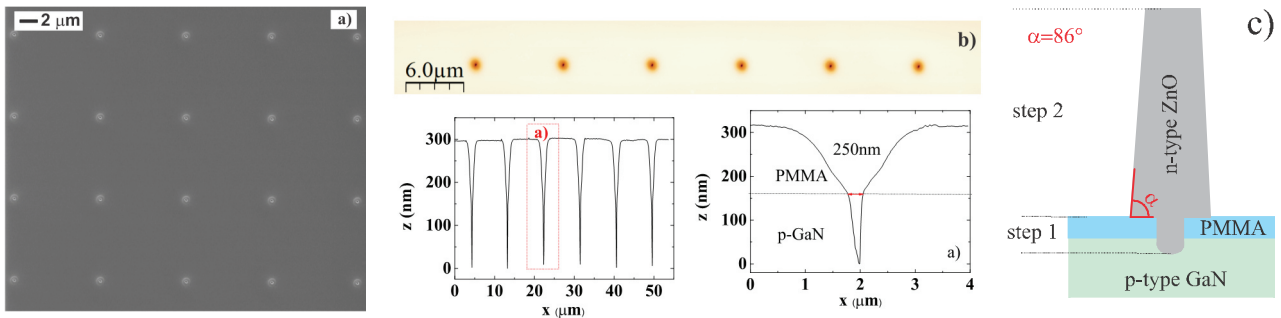 2 μm
a)
b)
6.0μm
a)
300
200
100
0
z (nm)
0
10
20
30
40
50
x (μm)
300
200
100
0
z (nm)
250nm
PMMA
p-GaN
a)
0
1
2
3
4
x (μm)
c)
α=86°
step 2
n-type ZnO
α
step 1
PMMA
p-type GaN